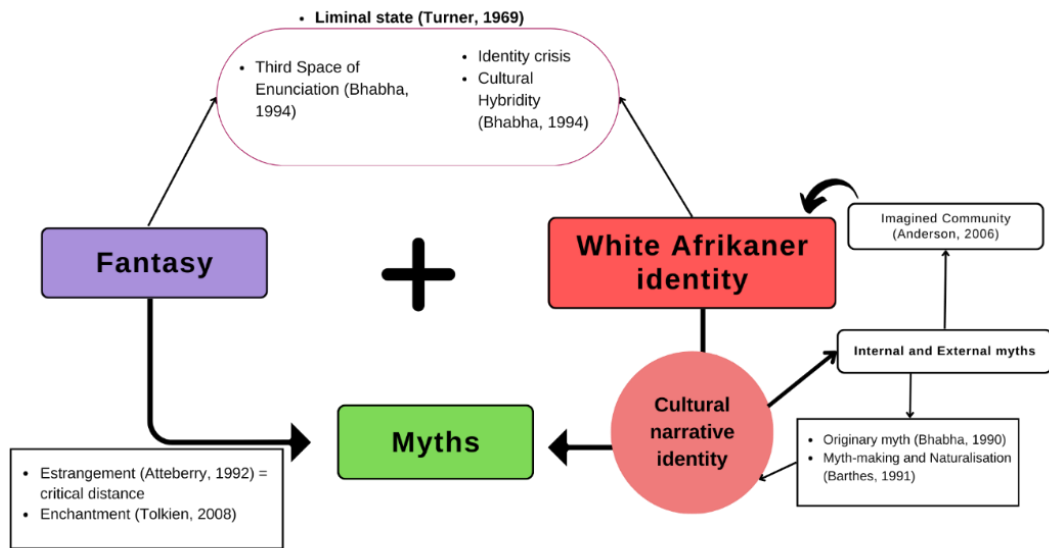 • Liminal state (Turner, 1969)
• Third Space of
Enunciation (Bhabha,
1994)
• Identity crisis
• Cultural
Hybridity
(Bhabha, 1994)
Fantasy
White Afrikaner
identity
Imagined Community
(Anderson, 2006)
Internal and External myths
Cultural
narrative
identity
Myths
• Originary myth (Bhabha, 1990)
• Myth-making and Naturalisation
(Barthes, 1991)
• Estrangement (Atteberry, 1992) =
critical distance
• Enchantment (Tolkien, 2008)